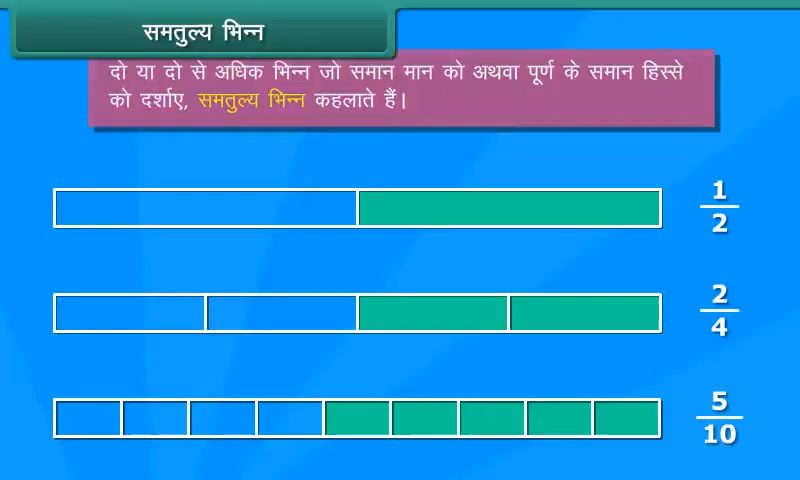 समतुल्य भिन्न
दो या दो से अधिक भिन्न जो समान मान को अथवा पूर्ण के समान हिस्से
को दर्शाए, समतुल्य भिन्न कहलाते हैं।
1
2
2
4
5
10